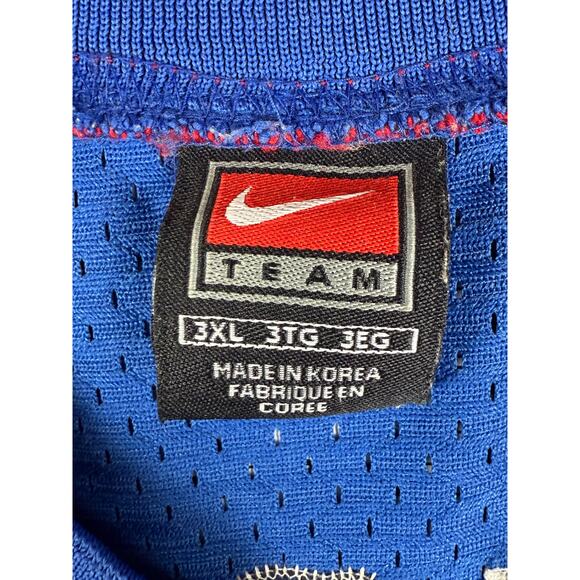 TEAM
3XL 3TG 3EG
MADE IN KOREA
FABRIQUE EN
COREE